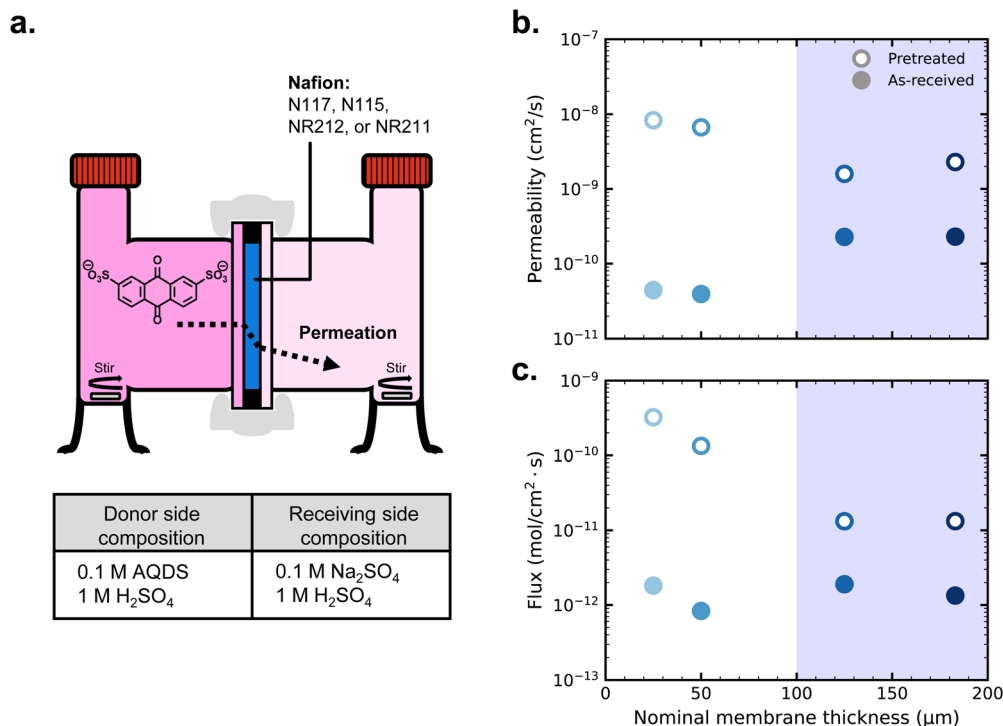 a.
Nafion:
N117, N115,
NR212, or NR211
⊖O₃S
O
O
SO₃⊖
Permeation
Stir
Stir
Donor side
composition
Receiving side
composition
0.1 M AQDS
1 M H₂SO₄
0.1 M Na₂SO₄
1 M H₂SO₄
b.
Permeability (cm²/s)
10⁻⁷
10⁻⁸
10⁻⁹
10⁻¹⁰
10⁻¹¹
Pretreated
As-received
c.
Flux (mol/cm² · s)
10⁻⁹
10⁻¹⁰
10⁻¹¹
10⁻¹²
10⁻¹³
0 50 100 150 200
Nominal membrane thickness (μm)